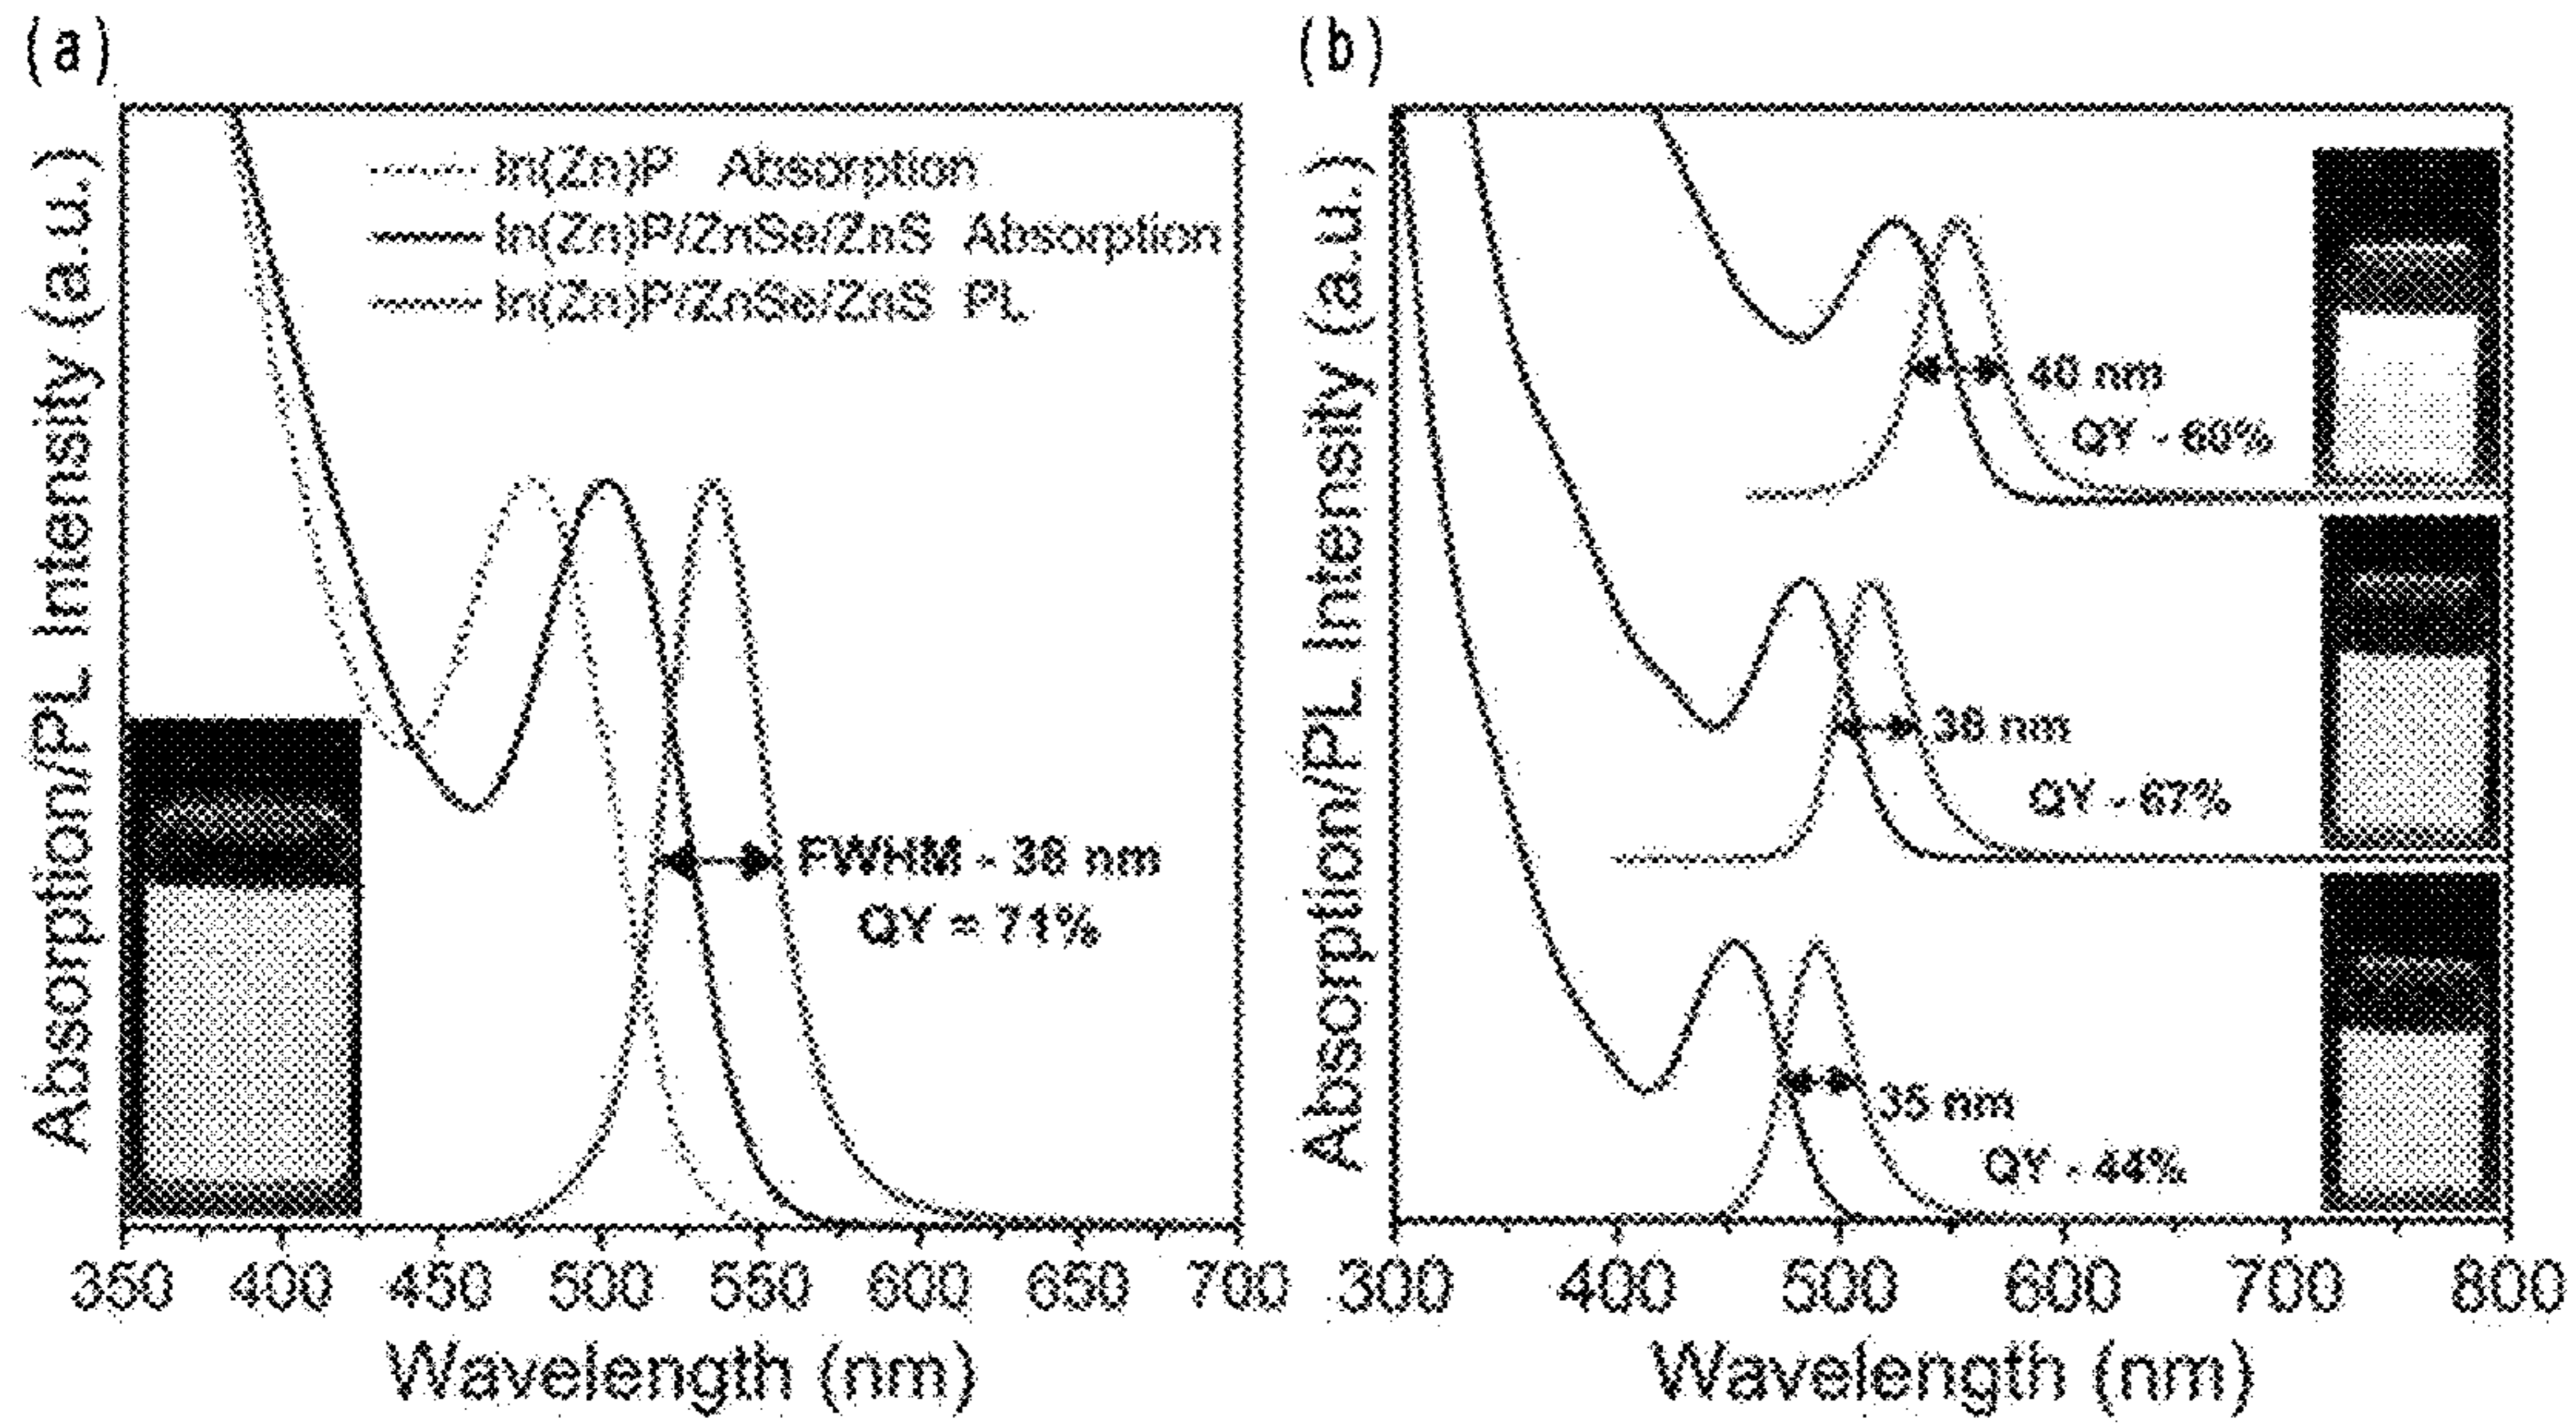 (a)
Absorption/PL Intensity (a.u.)
In(Zn)P Absorption
In(Zn)P/ZnSe/ZnS Absorption
In(Zn)P/ZnSe/ZnS PL
FWHM - 36 nm
QY = 71%
350 400 450 500 550 600 650 700
Wavelength (nm)
(b)
Absorption/PL Intensity (a.u.)
40 nm
QY - 60%
38 nm
QY - 67%
35 nm
QY - 44%
300 400 500 600 700 800
Wavelength (nm)